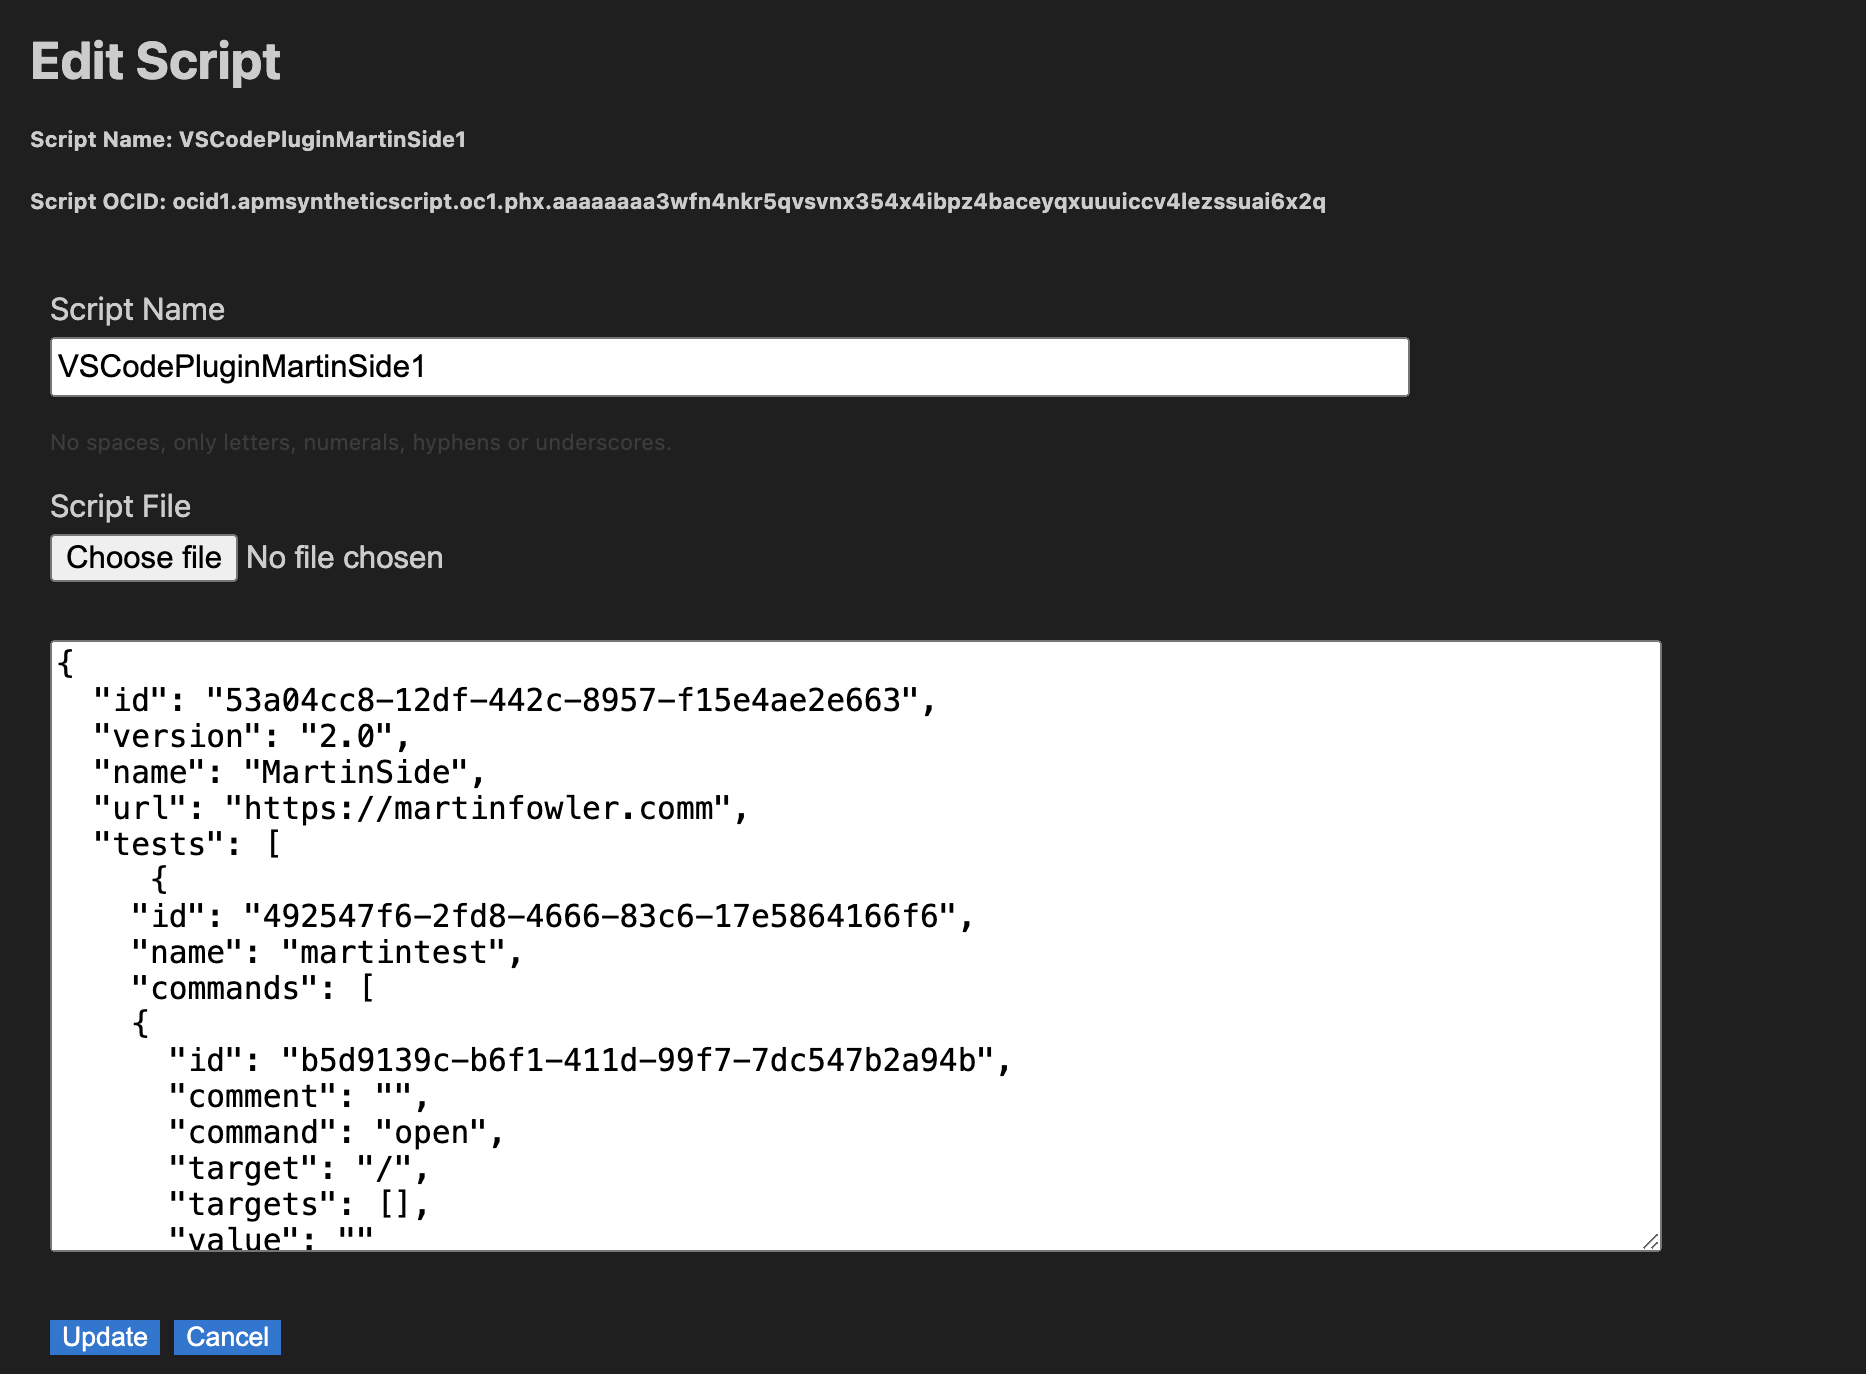 Edit Script
Script Name: VSCodePluginMartinSide1
Script OCID: ocid1.apmsyntheticscript.oc1.phx.aaaaaaaa3wfn4nkr5qvsvnx354x4ibpz4baceyqxuuuiccv4lezssuai6x2q
Script Name
VSCodePluginMartinSide1
No spaces, only letters, numerals, hyphens or underscores.
Script File
Choose file No file chosen
{
"id": "53a04cc8-12df-442c-8957-f15e4ae2e663",
"version": "2.0",
"name": "MartinSide",
"url": "https://martinfowler.comm",
"tests": [
{
"id": "492547f6-2fd8-4666-83c6-17e5864166f6",
"name": "martintest",
"commands": [
{
"id": "b5d9139c-b6f1-411d-99f7-7dc547b2a94b",
"comment": "",
"command": "open",
"target": "/",
"targets": [],
"value": ""
Update Cancel